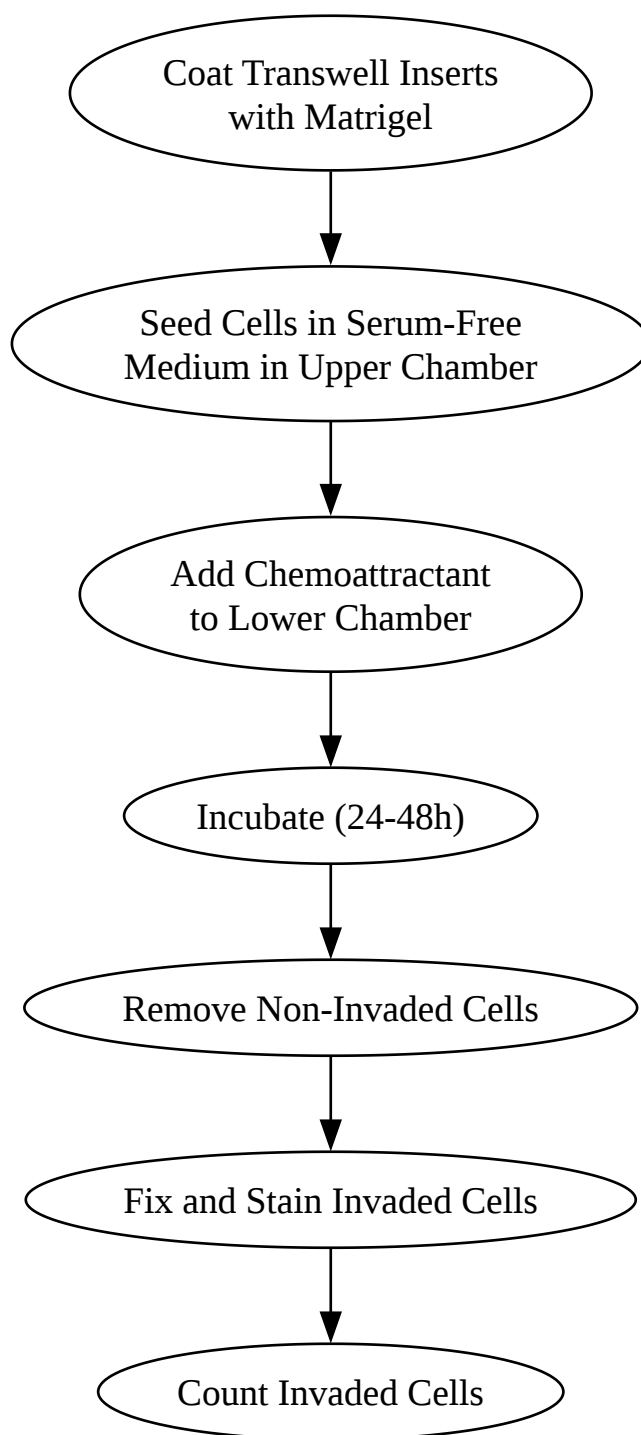 Coat Transwell Inserts
with Matrigel
Seed Cells in Serum-Free
Medium in Upper Chamber
Add Chemoattractant
to Lower Chamber
Incubate (24-48h)
Remove Non-Invaded Cells
Fix and Stain Invaded Cells
Count Invaded Cells